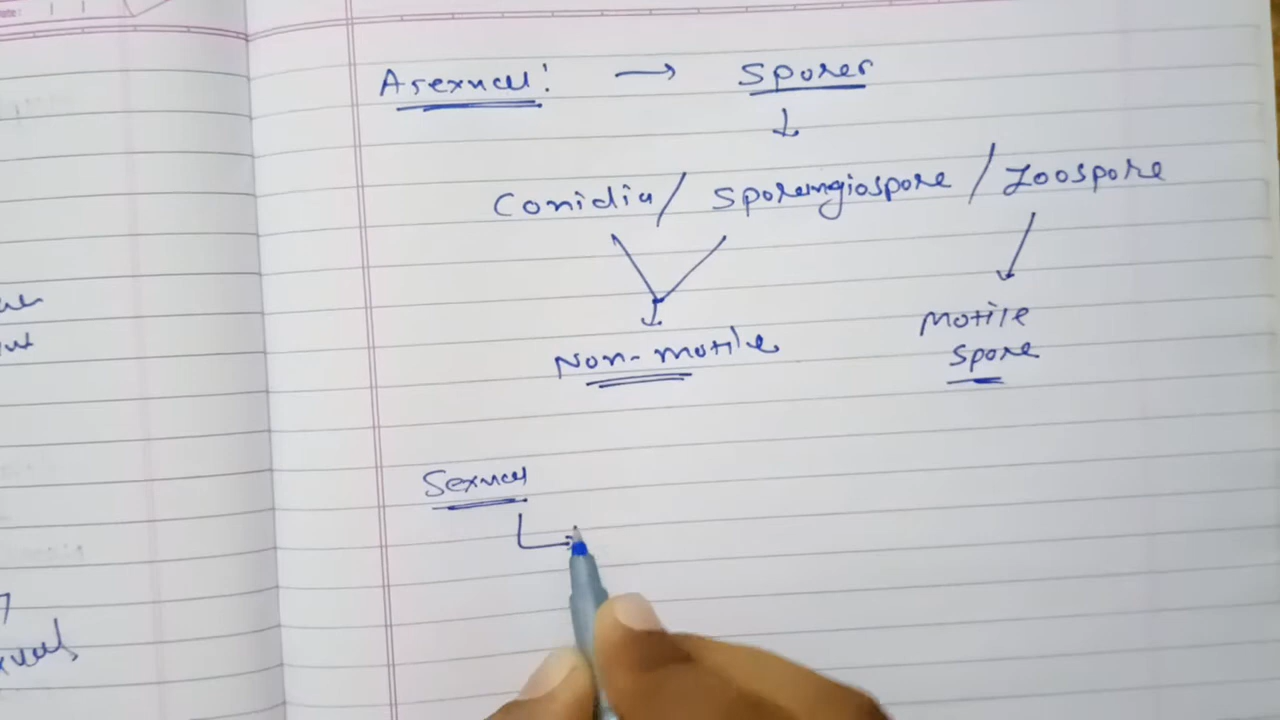 Asexual: → Spores
↓
Conidia / Sporangiospore / Zoospore
Non-motile
Motile
Spore
Sexual